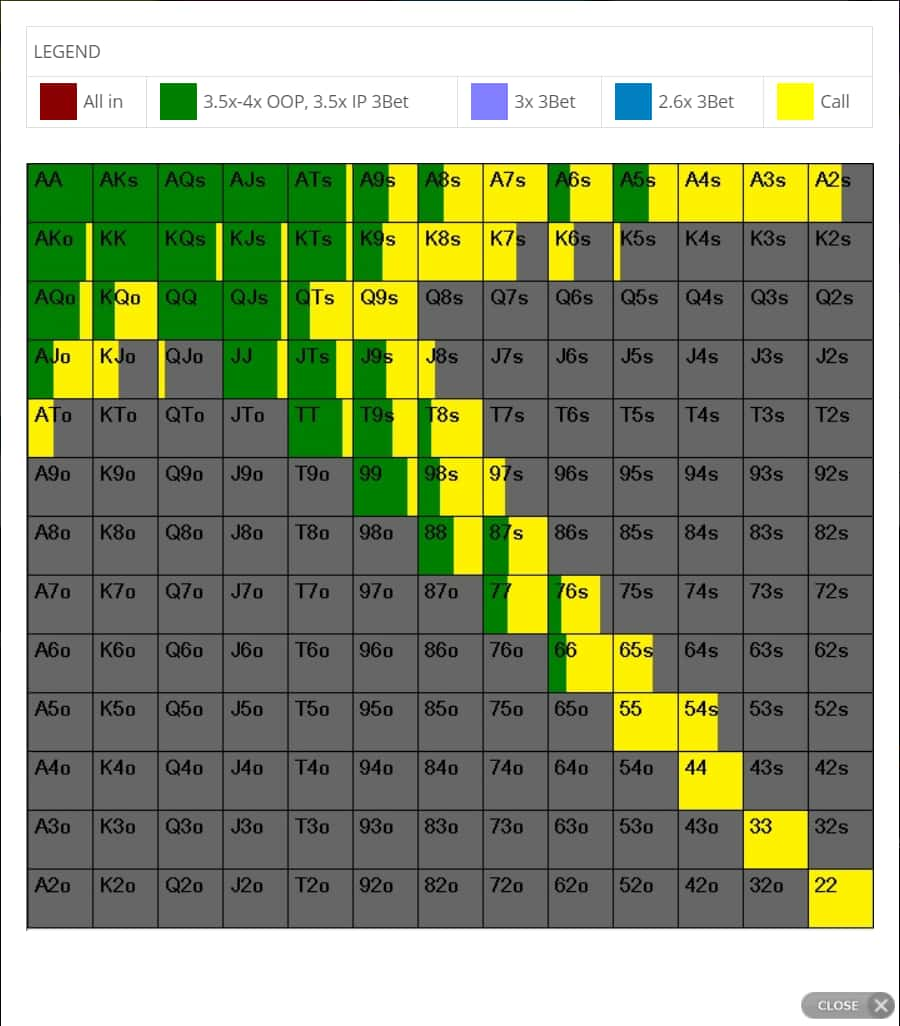 LEGEND
All in 3.5x-4x OOP, 3.5x IP 3Bet 3x 3Bet 2.6x 3Bet Call
AA AKs AQs AJs ATs A9s A8s A7s A6s A5s A4s A3s A2s
AKo KK KQs KJs KTs K9s K8s K7s K6s K5s K4s K3s K2s
AQo KQo QQ QJs QTs Q9s Q8s Q7s Q6s Q5s Q4s Q3s Q2s
AJo KJo QJo JJ JTs J9s J8s J7s J6s J5s J4s J3s J2s
ATo KTo QTo JTo TT T9s T8s T7s T6s T5s T4s T3s T2s
A9o K9o Q9o J9o T9o 99 98s 97s 96s 95s 94s 93s 92s
A8o K8o Q8o J8o T8o 98o 88 87s 86s 85s 84s 83s 82s
A7o K7o Q7o J7o T7o 97o 87o 77 76s 75s 74s 73s 72s
A6o K6o Q6o J6o T6o 96o 86o 76o 66 65s 64s 63s 62s
A5o K5o Q5o J5o T5o 95o 85o 75o 65o 55 54s 53s 52s
A4o K4o Q4o J4o T4o 94o 84o 74o 64o 54o 44 43s 42s
A3o K3o Q3o J3o T3o 93o 83o 73o 63o 53o 43o 33 32s
A2o K2o Q2o J2o T2o 92o 82o 72o 62o 52o 42o 32o 22
CLOSE